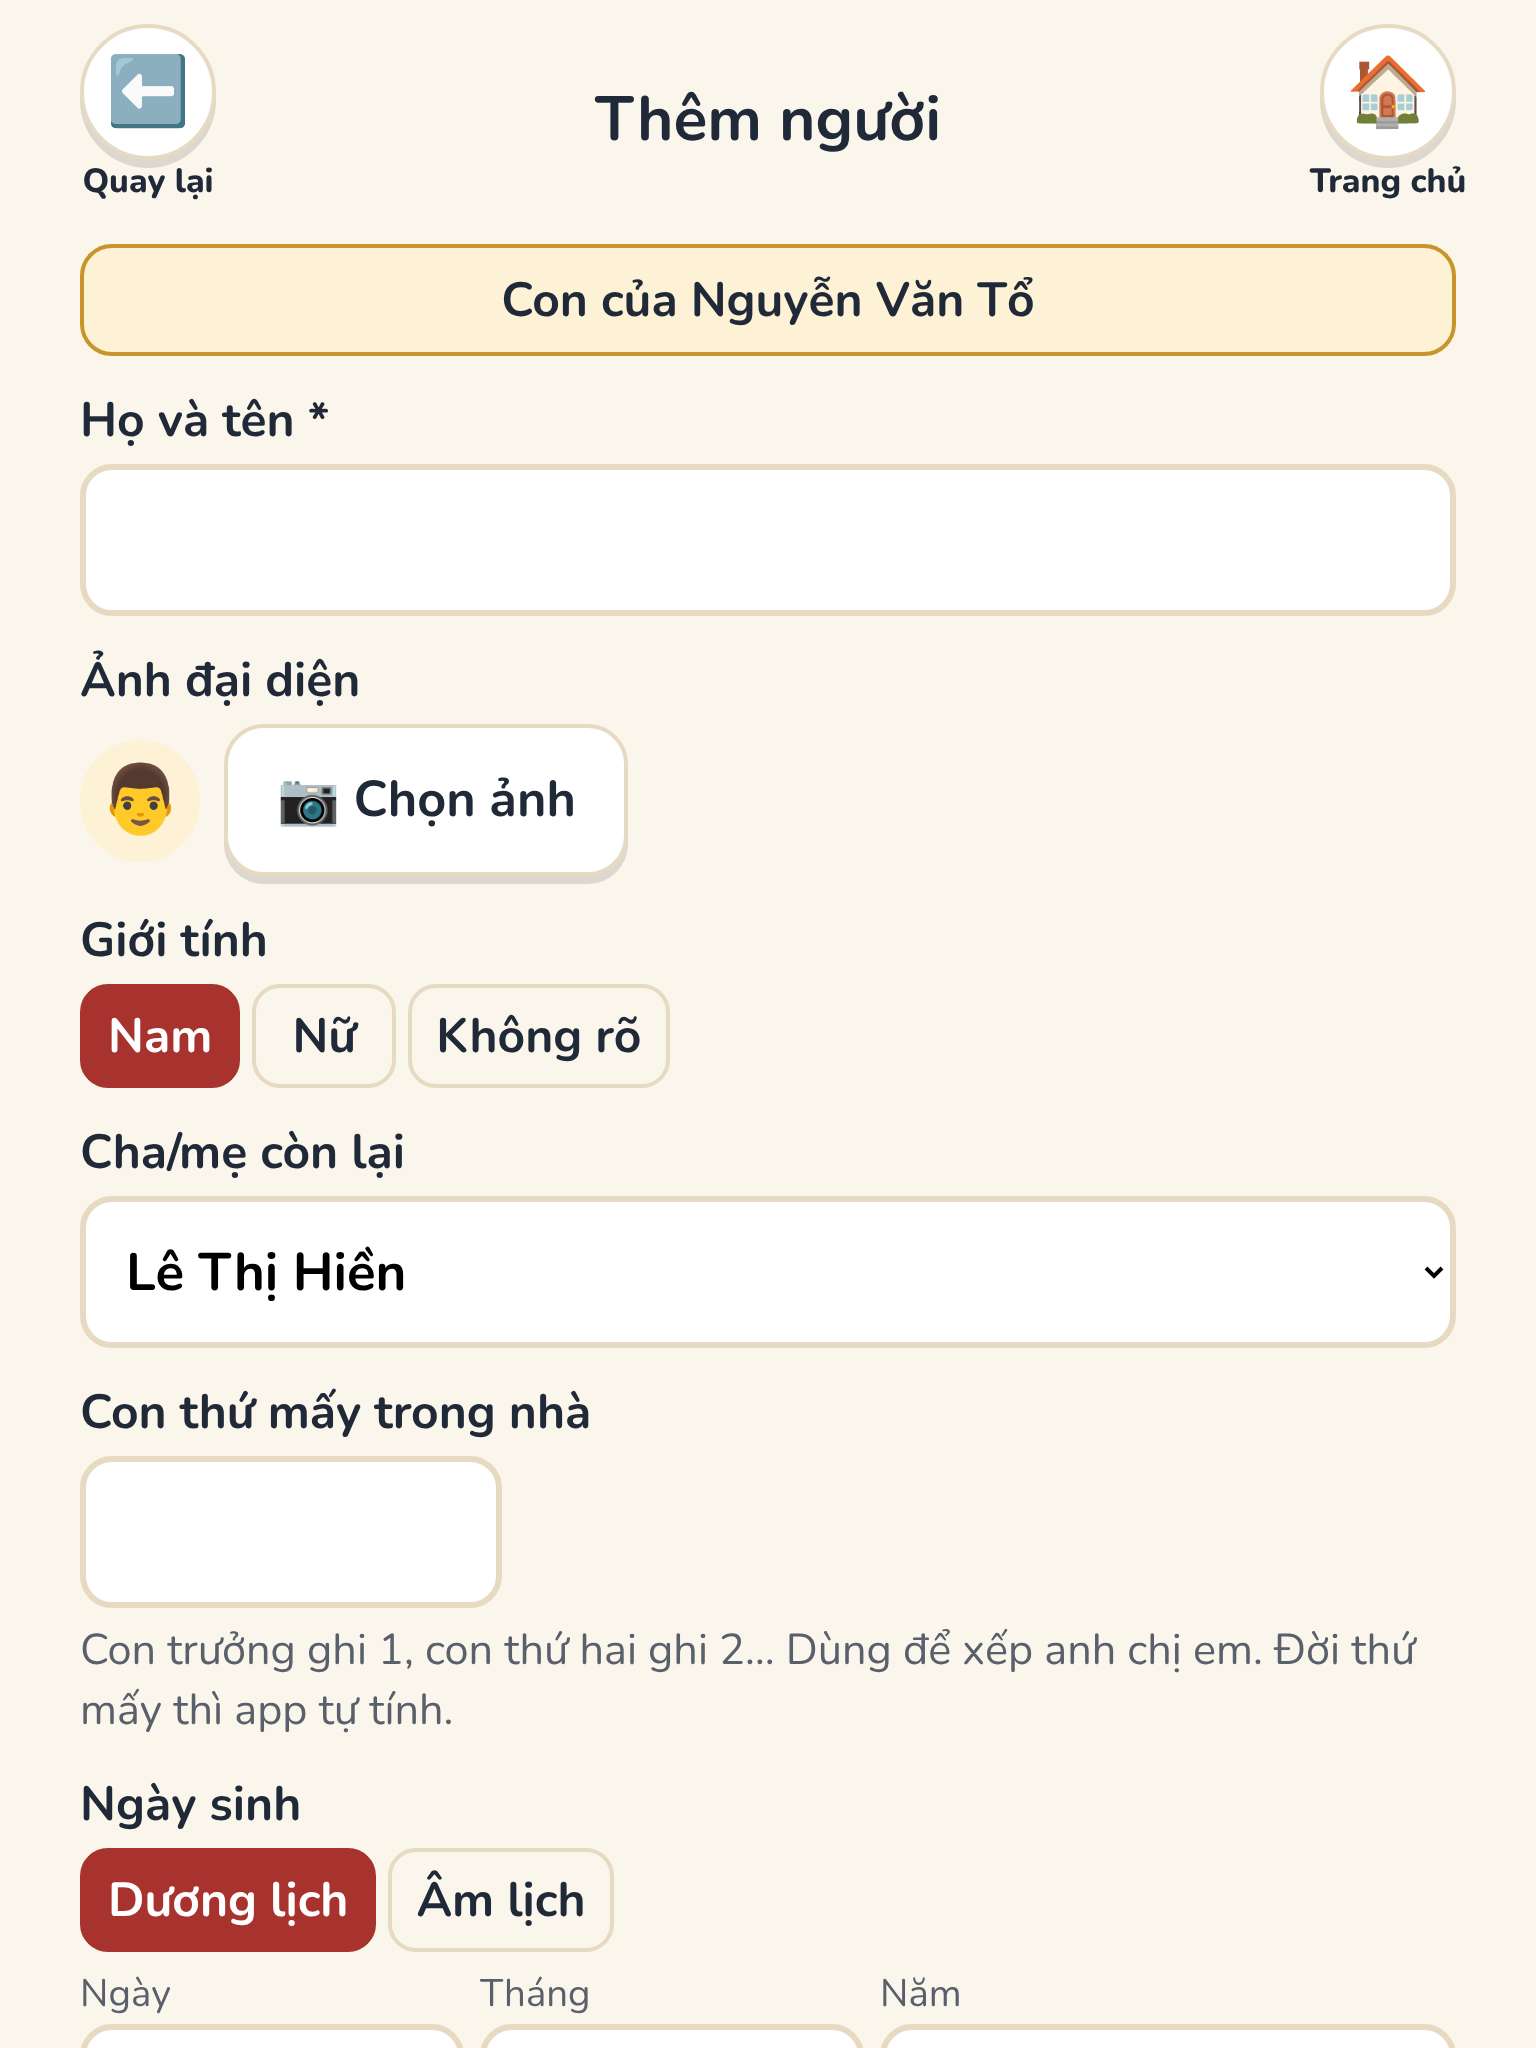 Thêm người
Quay lại
Trang chủ
Con của Nguyễn Văn Tổ
Họ và tên *
Ảnh đại diện
Chọn ảnh
Giới tính
Nam
Nữ
Không rõ
Cha/mẹ còn lại
Lê Thị Hiền
Con thứ mấy trong nhà
Con trưởng ghi 1, con thứ hai ghi 2... Dùng để xếp anh chị em. Đời thứ
mấy thì app tự tính.
Ngày sinh
Dương lịch
Âm lịch
Ngày
Tháng
Năm